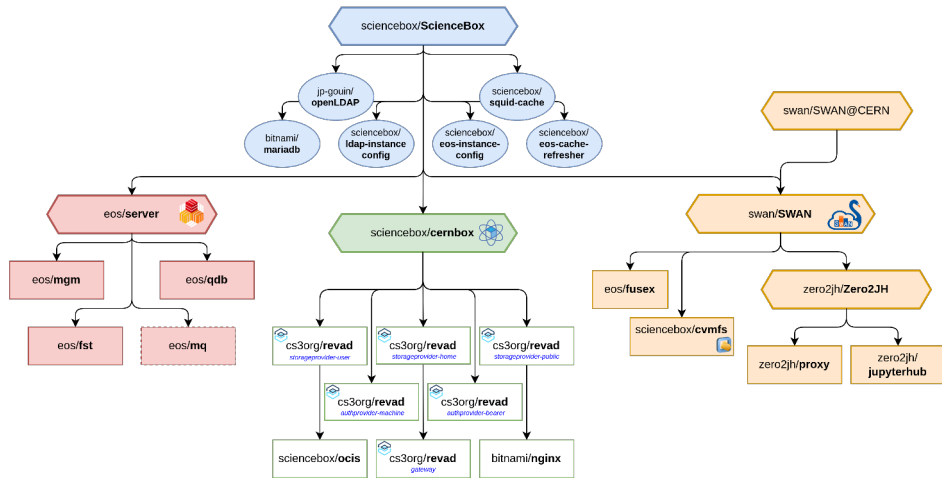 sciencebox/ScienceBox
jp-gouin/
openLDAP
sciencebox/
squid-cache
swan/SWAN@CERN
bitnami/
mariadb
sciencebox/
ldap-instance
config
sciencebox/
eos-instance-
config
sciencebox/
eos-cache-
refresher
eos/server
sciencebox/cernbox
swan/SWAN
eos/mgm
eos/qdb
eos/fusex
zero2jh/Zero2JH
eos/fst
eos/mq
cs3org/revad
storageprovider-user
cs3org/revad
storageprovider-home
cs3org/revad
storageprovider-public
sciencebox/cvmfs
zero2jh/proxy
zero2jh/
jupyterhub
cs3org/revad
authprovider-machine
cs3org/revad
authprovider-bearer
sciencebox/ocis
cs3org/revad
gateway
bitnami/nginx